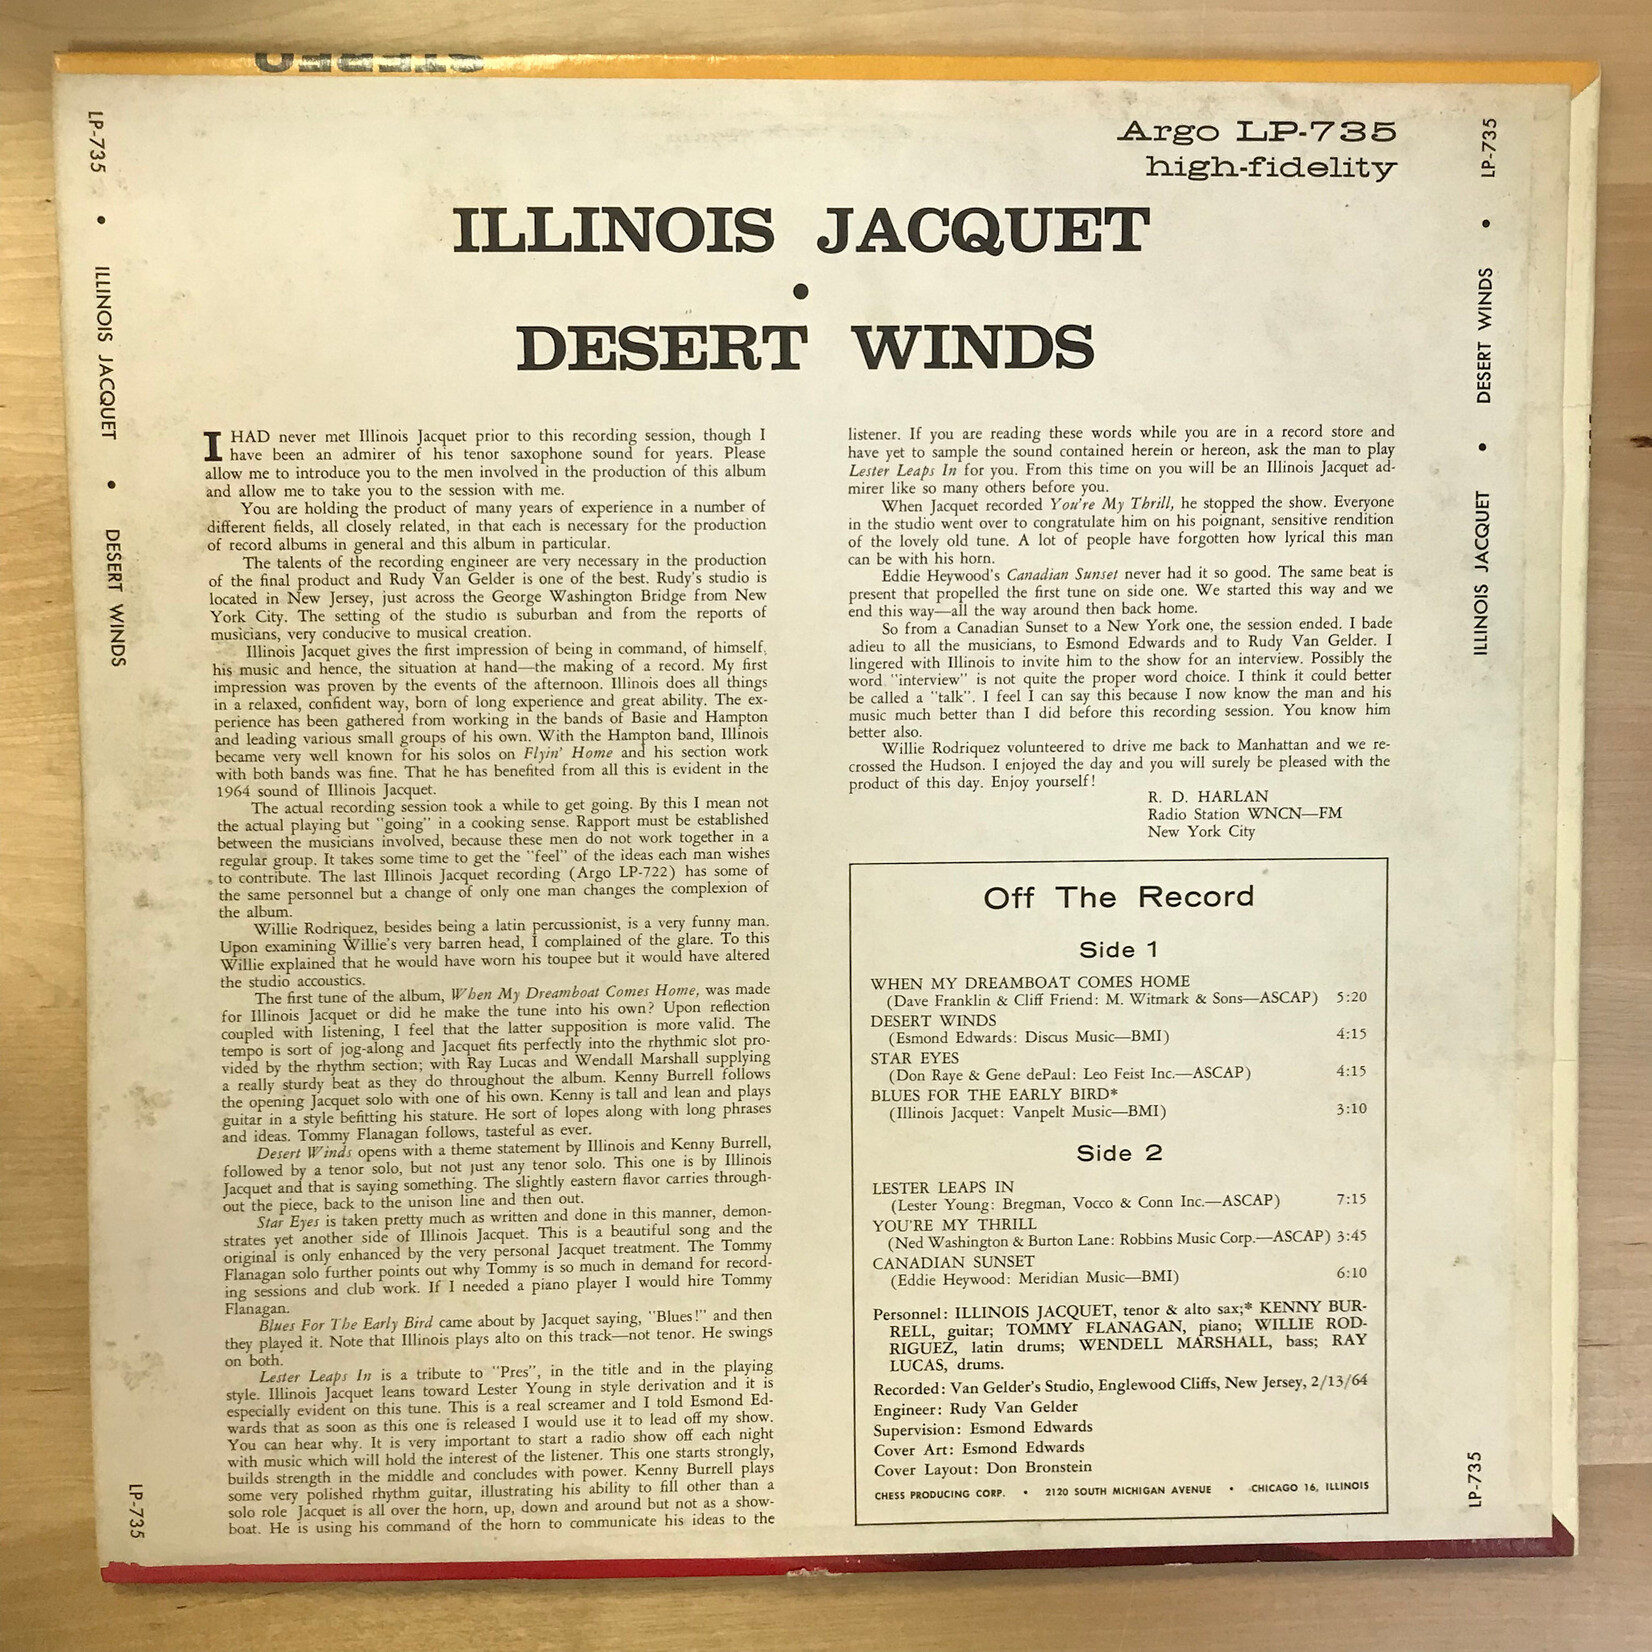 STEREO
LP-735 • ILLINOIS JACQUET • DESERT WINDS
LP-735
Argo LP-735
high-fidelity
ILLINOIS JACQUET
•
DESERT WINDS
I HAD never met Illinois Jacquet prior to this recording session, though I
have been an admirer of his tenor saxophone sound for years. Please
allow me to introduce you to the men involved in the production of this album
and allow me to take you to the session with me.
You are holding the product of many years of experience in a number of
different fields, all closely related, in that each is necessary for the production
of record albums in general and this album in particular.
The talents of the recording engineer are very necessary in the production
of the final product and Rudy Van Gelder is one of the best. Rudy's studio is
located in New Jersey, just across the George Washington Bridge from New
York City. The setting of the studio is suburban and from the reports of
musicians, very conducive to musical creation.
Illinois Jacquet gives the first impression of being in command, of himself,
his music and hence, the situation at hand—the making of a record. My first
impression was proven by the events of the afternoon. Illinois does all things
in a relaxed, confident way, born of long experience and great ability. The ex-
perience has been gathered from working in the bands of Basie and Hampton
and leading various small groups of his own. With the Hampton band, Illinois
became very well known for his solos on Flyin' Home and his section work
with both bands was fine. That he has benefited from all this is evident in the
1964 sound of Illinois Jacquet.
The actual recording session took a while to get going. By this I mean not
the actual playing but "going" in a cooking sense. Rapport must be established
between the musicians involved, because these men do not work together in a
regular group. It takes some time to get the "feel" of the ideas each man wishes
to contribute. The last Illinois Jacquet recording (Argo LP-722) has some of
the same personnel but a change of only one man changes the complexion of
the album.
Willie Rodriquez, besides being a latin percussionist, is a very funny man.
Upon examining Willie's very barren head, I complained of the glare. To this
Willie explained that he would have worn his toupee but it would have altered
the studio accoustics.
The first tune of the album, When My Dreamboat Comes Home, was made
for Illinois Jacquet or did he make the tune into his own? Upon reflection
coupled with listening, I feel that the latter supposition is more valid. The
tempo is sort of jog-along and Jacquet fits perfectly into the rhythmic slot pro-
vided by the rhythm section; with Ray Lucas and Wendall Marshall supplying
a really sturdy beat as they do throughout the album. Kenny Burrell follows
the opening Jacquet solo with one of his own. Kenny is tall and lean and plays
guitar in a style befitting his stature. He sort of lopes along with long phrases
and ideas. Tommy Flanagan follows, tasteful as ever.
Desert Winds opens with a theme statement by Illinois and Kenny Burrell,
followed by a tenor solo, but not just any tenor solo. This one is by Illinois
Jacquet and that is saying something. The slightly eastern flavor carries through-
out the piece, back to the unison line and then out.
Star Eyes is taken pretty much as written and done in this manner, demon-
strates yet another side of Illinois Jacquet. This is a beautiful song and the
original is only enhanced by the very personal Jacquet treatment. The Tommy
Flanagan solo further points out why Tommy is so much in demand for record-
ing sessions and club work. If I needed a piano player I would hire Tommy
Flanagan.
Blues For The Early Bird came about by Jacquet saying, "Blues!" and then
they played it. Note that Illinois plays alto on this track—not tenor. He swings
on both.
Lester Leaps In is a tribute to "Pres", in the title and in the playing
style. Illinois Jacquet leans toward Lester Young in style derivation and it is
especially evident on this tune. This is a real screamer and I told Esmond Ed-
wards that as soon as this one is released I would use it to lead off my show.
You can hear why. It is very important to start a radio show off each night
with music which will hold the interest of the listener. This one starts strongly,
builds strength in the middle and concludes with power. Kenny Burrell plays
some very polished rhythm guitar, illustrating his ability to fill other than a
solo role Jacquet is all over the horn, up, down and around but not as a show-
boat. He is using his command of the horn to communicate his ideas to the
listener. If you are reading these words while you are in a record store and
have yet to sample the sound contained herein or hereon, ask the man to play
Lester Leaps In for you. From this time on you will be an Illinois Jacquet ad-
mirer like so many others before you.
When Jacquet recorded You're My Thrill, he stopped the show. Everyone
in the studio went over to congratulate him on his poignant, sensitive rendition
of the lovely old tune. A lot of people have forgotten how lyrical this man
can be with his horn.
Eddie Heywood's Canadian Sunset never had it so good. The same beat is
present that propelled the first tune on side one. We started this way and we
end this way—all the way around then back home.
So from a Canadian Sunset to a New York one, the session ended. I bade
adieu to all the musicians, to Esmond Edwards and to Rudy Van Gelder. I
lingered with Illinois to invite him to the show for an interview. Possibly the
word "interview" is not quite the proper word choice. I think it could better
be called a "talk". I feel I can say this because I now know the man and his
music much better than I did before this recording session. You know him
better also.
Willie Rodriquez volunteered to drive me back to Manhattan and we re-
crossed the Hudson. I enjoyed the day and you will surely be pleased with the
product of this day. Enjoy yourself!
R. D. HARLAN
Radio Station WNCN—FM
New York City
Off The Record
Side 1
WHEN MY DREAMBOAT COMES HOME
(Dave Franklin & Cliff Friend: M. Witmark & Sons—ASCAP) 5:20
DESERT WINDS
(Esmond Edwards: Discus Music—BMI) 4:15
STAR EYES
(Don Raye & Gene dePaul: Leo Feist Inc.—ASCAP) 4:15
BLUES FOR THE EARLY BIRD*
(Illinois Jacquet: Vanpelt Music—BMI) 3:10
Side 2
LESTER LEAPS IN
(Lester Young: Bregman, Vocco & Conn Inc.—ASCAP) 7:15
YOU'RE MY THRILL
(Ned Washington & Burton Lane: Robbins Music Corp.—ASCAP) 3:45
CANADIAN SUNSET
(Eddie Heywood: Meridian Music—BMI) 6:10
Personnel: ILLINOIS JACQUET, tenor & alto sax;* KENNY BUR-
RELL, guitar; TOMMY FLANAGAN, piano; WILLIE ROD-
RIGUEZ, latin drums; WENDELL MARSHALL, bass; RAY
LUCAS, drums.
Recorded: Van Gelder's Studio, Englewood Cliffs, New Jersey, 2/13/64
Engineer: Rudy Van Gelder
Supervision: Esmond Edwards
Cover Art: Esmond Edwards
Cover Layout: Don Bronstein
CHESS PRODUCING CORP. • 2120 SOUTH MICHIGAN AVENUE • CHICAGO 16, ILLINOIS
ILLINOIS JACQUET • DESERT WINDS • LP-735
LP-735